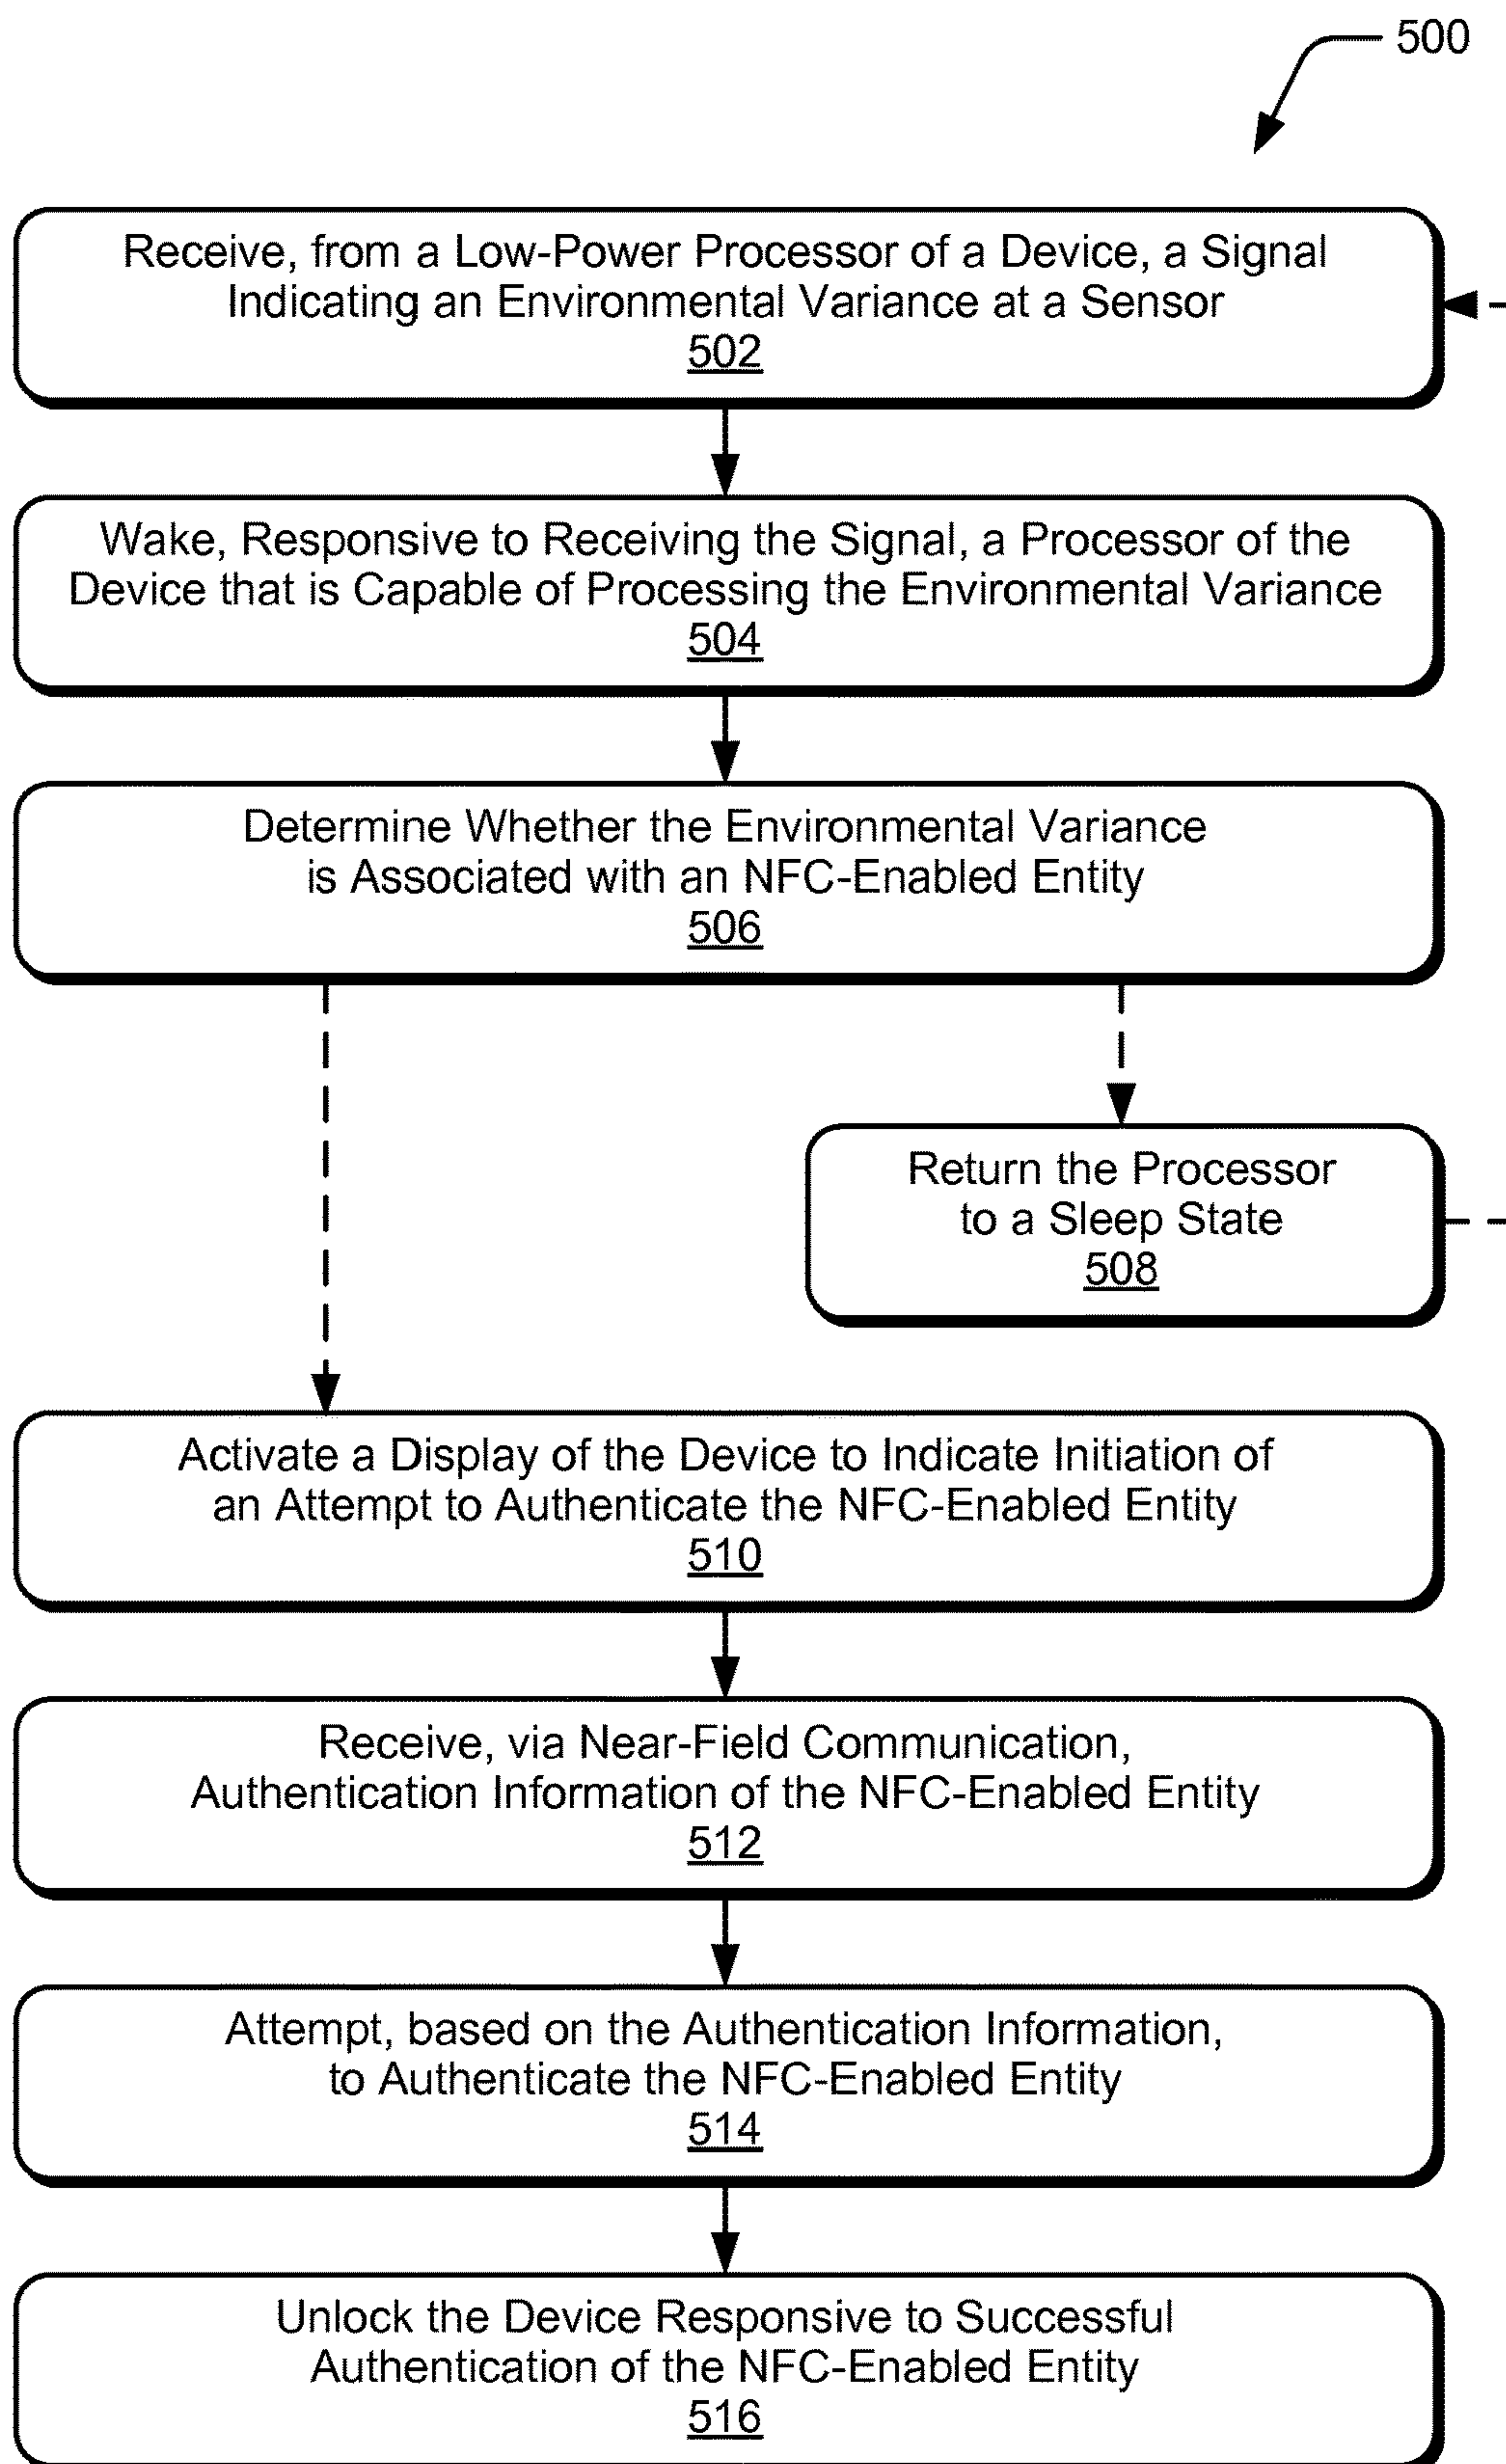 500
Receive, from a Low-Power Processor of a Device, a Signal
Indicating an Environmental Variance at a Sensor
502
Wake, Responsive to Receiving the Signal, a Processor of the
Device that is Capable of Processing the Environmental Variance
504
Determine Whether the Environmental Variance
is Associated with an NFC-Enabled Entity
506
Return the Processor
to a Sleep State
508
Activate a Display of the Device to Indicate Initiation of
an Attempt to Authenticate the NFC-Enabled Entity
510
Receive, via Near-Field Communication,
Authentication Information of the NFC-Enabled Entity
512
Attempt, based on the Authentication Information,
to Authenticate the NFC-Enabled Entity
514
Unlock the Device Responsive to Successful
Authentication of the NFC-Enabled Entity
516